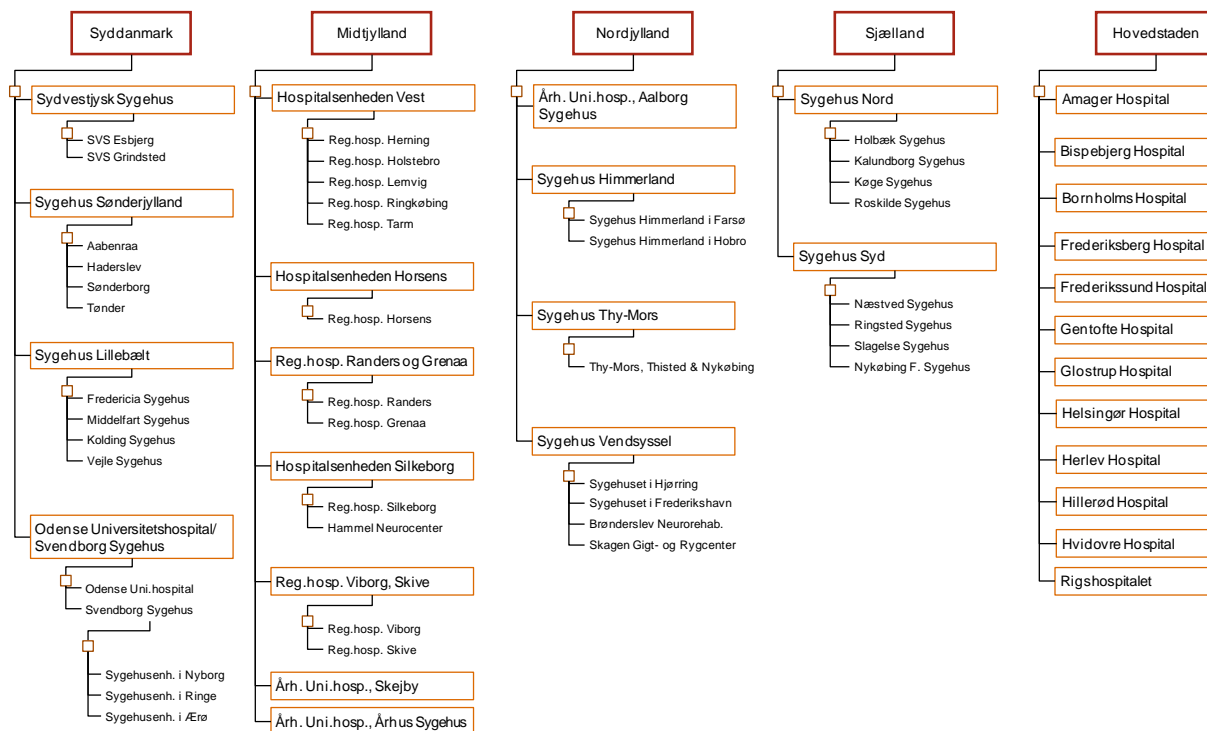 Syddanmark
Sydvestjysk Sygehus
SVS Esbjerg
SVS Grindsted
Sygehus Sønderjylland
Aabenraa
Haderslev
Sønderborg
Tønder
Sygehus Lillebælt
Fredericia Sygehus
Middelfart Sygehus
Kolding Sygehus
Vejle Sygehus
Odense Universitetshospital/
Svendborg Sygehus
Odense Uni.hospital
Svendborg Sygehus
Sygehusenh. i Nyborg
Sygehusenh. i Ringe
Sygehusenh. i Ærø
Midtjylland
Hospitalsenheden Vest
Reg.hosp. Herning
Reg.hosp. Holstebro
Reg.hosp. Lemvig
Reg.hosp. Ringkøbing
Reg.hosp. Tarm
Hospitalsenheden Horsens
Reg.hosp. Horsens
Reg.hosp. Randers og Grenaa
Reg.hosp. Randers
Reg.hosp. Grenaa
Hospitalsenheden Silkeborg
Reg.hosp. Silkeborg
Hammel Neurocenter
Reg.hosp. Viborg, Skive
Reg.hosp. Viborg
Reg.hosp. Skive
Årh. Uni.hosp., Skejby
Årh. Uni.hosp., Århus Sygehus
Nordjylland
Årh. Uni.hosp., Aalborg
Sygehus
Sygehus Himmerland
Sygehus Himmerland i Farsø
Sygehus Himmerland i Hobro
Sygehus Thy-Mors
Thy-Mors, Thisted & Nykøbing
Sygehus Vendsyssel
Sygehuset i Hjørring
Sygehuset i Frederikshavn
Brønderslev Neurorehab.
Skagen Gigt- og Rygcenter
Sjælland
Sygehus Nord
Holbæk Sygehus
Kalundborg Sygehus
Køge Sygehus
Roskilde Sygehus
Sygehus Syd
Næstved Sygehus
Ringsted Sygehus
Slagelse Sygehus
Nykøbing F. Sygehus
Hovedstaden
Amager Hospital
Bispebjerg Hospital
Bornholms Hospital
Frederiksberg Hospital
Frederikssund Hospital
Gentofte Hospital
Glostrup Hospital
Helsingør Hospital
Herlev Hospital
Hillerød Hospital
Hvidovre Hospital
Rigshospitalet